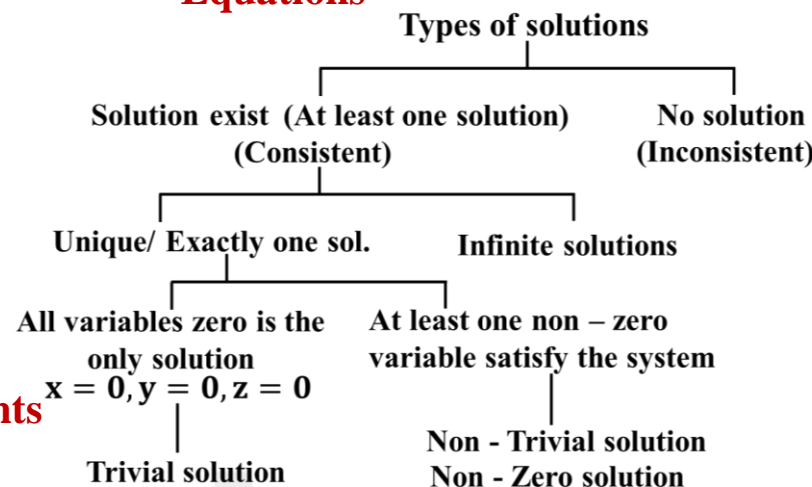 Equations
Types of solutions
Solution exist (At least one solution)
(Consistent)
No solution
(Inconsistent)
Unique/ Exactly one sol.
Infinite solutions
All variables zero is the
only solution
x = 0, y = 0, z = 0
Trivial solution
At least one non – zero
variable satisfy the system
Non - Trivial solution
Non - Zero solution